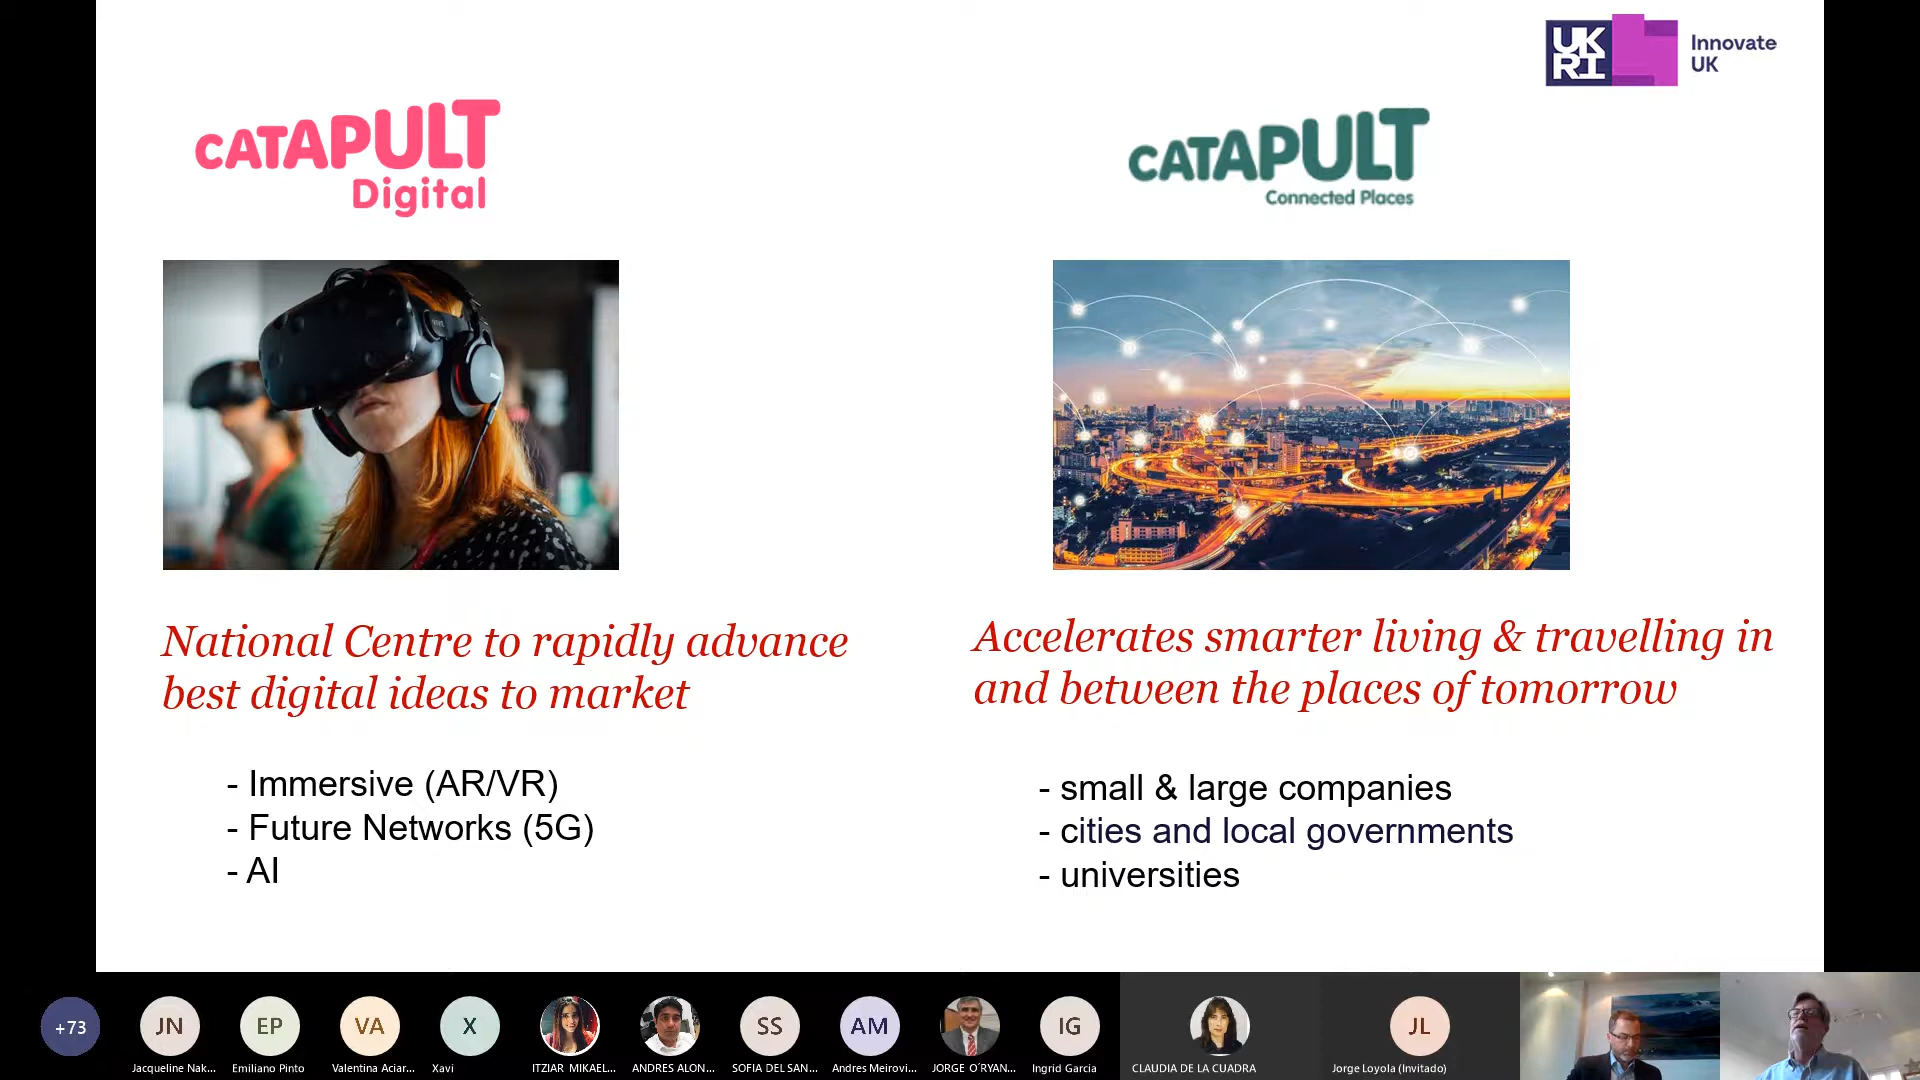 UK
RI
Innovate
UK
CATAPULT
Digital
CATAPULT
Connected Places
National Centre to rapidly advance
best digital ideas to market
- Immersive (AR/VR)
- Future Networks (5G)
- AI
Accelerates smarter living & travelling in
and between the places of tomorrow
- small & large companies
- cities and local governments
- universities
+73
JN
EP
VA
X
SS
AM
IG
JL
Jacqueline Nak...
Emiliano Pinto
Valentina Aciar...
Xavi
ITZIAR MIKAEL...
ANDRES ALON...
SOFIA DEL SAN...
Andres Meirovi...
JORGE O´RYAN...
Ingrid Garcia
CLAUDIA DE LA CUADRA
Jorge Loyola (Invitado)